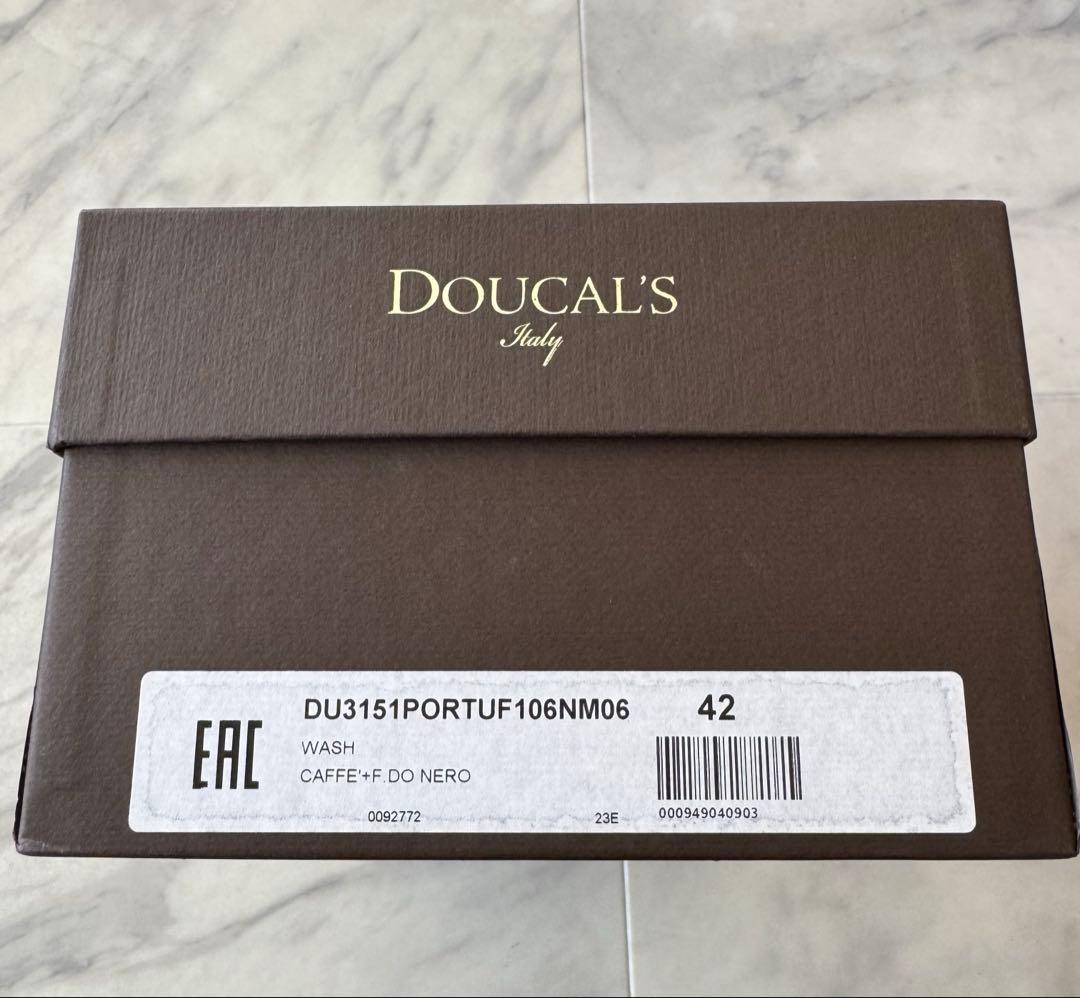 DOUCAL'S
Italy
EAC
DU3151PORTUF106NM06 42
WASH
CAFFE'+F.DO NERO
0092772 23E 000949040903